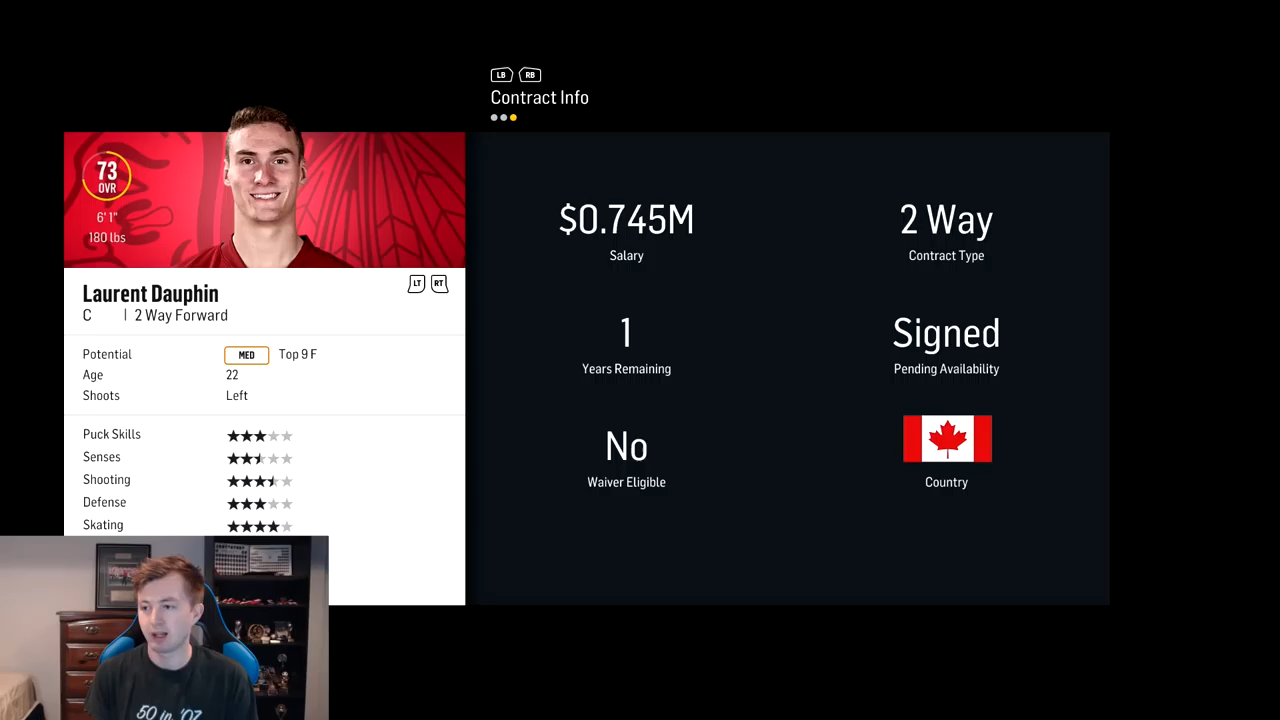 LB RB
Contract Info
73
OVR
6' 1"
180 lbs
LT RT
Laurent Dauphin
C | 2 Way Forward
Potential MED Top 9 F
Age 22
Shoots Left
Puck Skills
Senses
Shooting
Defense
Skating
$0.745M
Salary
2 Way
Contract Type
1
Years Remaining
Signed
Pending Availability
No
Waiver Eligible
Country
50 in '07